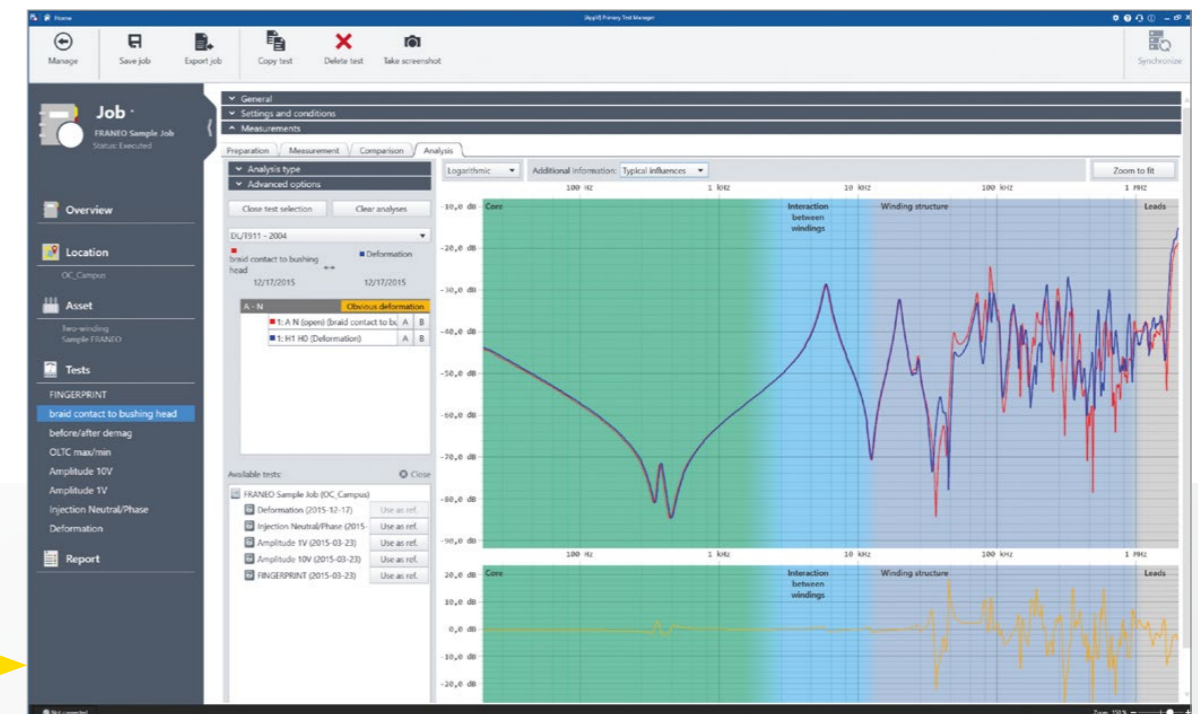 Home
[App9] Primary Test Manager
Manage
Save job
Export job
Copy test
Delete test
Take screenshot
Synchronize
Job
FRANEO Sample Job
Status: Executed
Overview
Location
OC_Campus
Asset
Two-winding
Sample FRANEO
Tests
FINGERPRINT
braid contact to bushing head
before/after demag
OLTC max/min
Amplitude 10V
Amplitude 1V
Injection Neutral/Phase
Deformation
Report
General
Settings and conditions
Measurements
Preparation
Measurement
Comparison
Analysis
Analysis type
Advanced options
Close test selection
Clear analyses
DL/T911 - 2004
braid contact to bushing
head
Deformation
12/17/2015
12/17/2015
A - N
Obvious deformation
1: A N (open) (braid contact to bu
A B
1: H1 H0 (Deformation)
A B
Available tests:
Close
FRANEO Sample Job (OC_Campus)
Deformation (2015-12-17)
Use as ref.
Injection Neutral/Phase (2015-
Use as ref.
Amplitude 1V (2015-03-23)
Use as ref.
Amplitude 10V (2015-03-23)
Use as ref.
FINGERPRINT (2015-03-23)
Use as ref.
Logarithmic
Additional information:
Typical influences
Zoom to fit
100 Hz
1 kHz
10 kHz
100 kHz
1 MHz
Core
Interaction
between
windings
Winding structure
Leads
-10,0 dB
-20,0 dB
-30,0 dB
-40,0 dB
-50,0 dB
-60,0 dB
-70,0 dB
-80,0 dB
-90,0 dB
100 Hz
1 kHz
10 kHz
100 kHz
1 MHz
Core
Interaction
between
windings
Winding structure
Leads
20,0 dB
10,0 dB
0,0 dB
-10,0 dB
-20,0 dB
Not connected
Zoom: 150 %